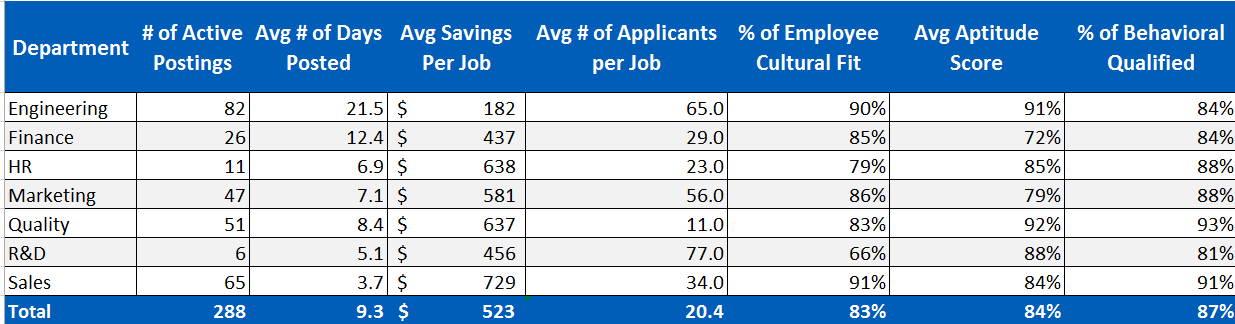 Department # of Active Postings Avg # of Days Posted Avg Savings Per Job Avg # of Applicants per Job % of Employee Cultural Fit Avg Aptitude Score % of Behavioral Qualified
Engineering 82 21.5 $ 182 65.0 90% 91% 84%
Finance 26 12.4 $ 437 29.0 85% 72% 84%
HR 11 6.9 $ 638 23.0 79% 85% 88%
Marketing 47 7.1 $ 581 56.0 86% 79% 88%
Quality 51 8.4 $ 637 11.0 83% 92% 93%
R&D 6 5.1 $ 456 77.0 66% 88% 81%
Sales 65 3.7 $ 729 34.0 91% 84% 91%
Total 288 9.3 $ 523 20.4 83% 84% 87%